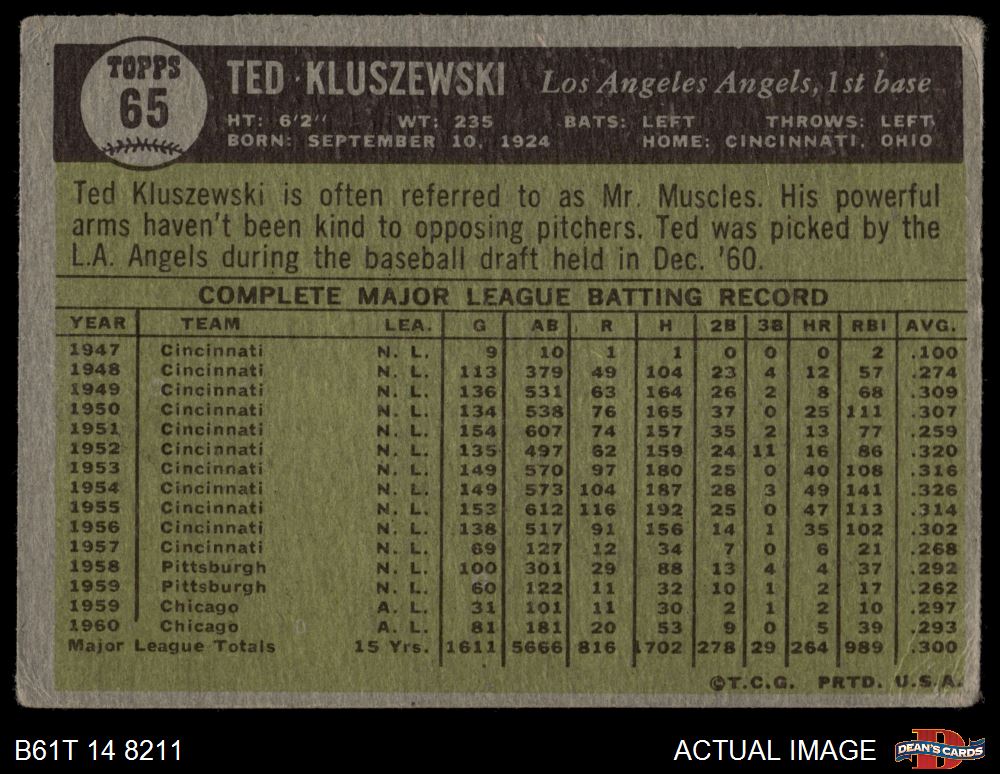 TOPPS
65
TED KLUSZEWSKI Los Angeles Angels, 1st base
HT: 6'2" WT: 235 BATS: LEFT THROWS: LEFT
BORN: SEPTEMBER 10, 1924 HOME: CINCINNATI, OHIO
Ted Kluszewski is often referred to as Mr. Muscles. His powerful
arms haven't been kind to opposing pitchers. Ted was picked by the
L.A. Angels during the baseball draft held in Dec. '60.
COMPLETE MAJOR LEAGUE BATTING RECORD
YEAR TEAM LEA. G AB R H 2B 3B HR RBI AVG.
1947 Cincinnati N. L. 9 10 1 1 0 0 0 2 .100
1948 Cincinnati N. L. 113 379 49 104 23 4 12 57 .274
1949 Cincinnati N. L. 136 531 63 164 26 2 8 68 .309
1950 Cincinnati N. L. 134 538 76 165 37 0 25 111 .307
1951 Cincinnati N. L. 154 607 74 157 35 2 13 77 .259
1952 Cincinnati N. L. 135 497 62 159 24 11 16 86 .320
1953 Cincinnati N. L. 149 570 97 180 25 0 40 108 .316
1954 Cincinnati N. L. 149 573 104 187 28 3 49 141 .326
1955 Cincinnati N. L. 153 612 116 192 25 0 47 113 .314
1956 Cincinnati N. L. 138 517 91 156 14 1 35 102 .302
1957 Cincinnati N. L. 69 127 12 34 7 0 6 21 .268
1958 Pittsburgh N. L. 100 301 29 88 13 4 4 37 .292
1959 Pittsburgh N. L. 60 122 11 32 10 1 2 17 .262
1959 Chicago A. L. 31 101 11 30 2 1 2 10 .297
1960 Chicago A. L. 81 181 20 53 9 0 5 39 .293
Major League Totals 15 Yrs. 1611 5666 816 1702 278 29 264 989 .300
©T.C.G. PRTD. U.S.A.
B61T 14 8211 ACTUAL IMAGE DEAN'S CARDS